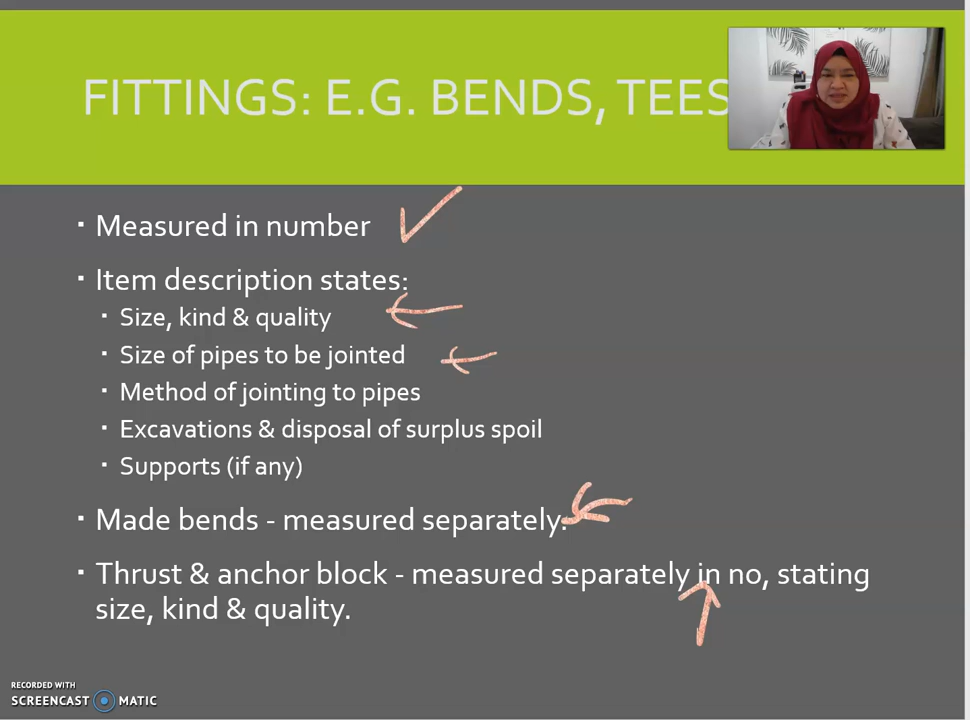 FITTINGS: E.G. BENDS, TEES
Measured in number
Item description states:
Size, kind & quality
Size of pipes to be jointed
Method of jointing to pipes
Excavations & disposal of surplus spoil
Supports (if any)
Made bends - measured separately.
Thrust & anchor block - measured separately in no, stating
size, kind & quality.
RECORDED WITH
SCREENCAST MATIC